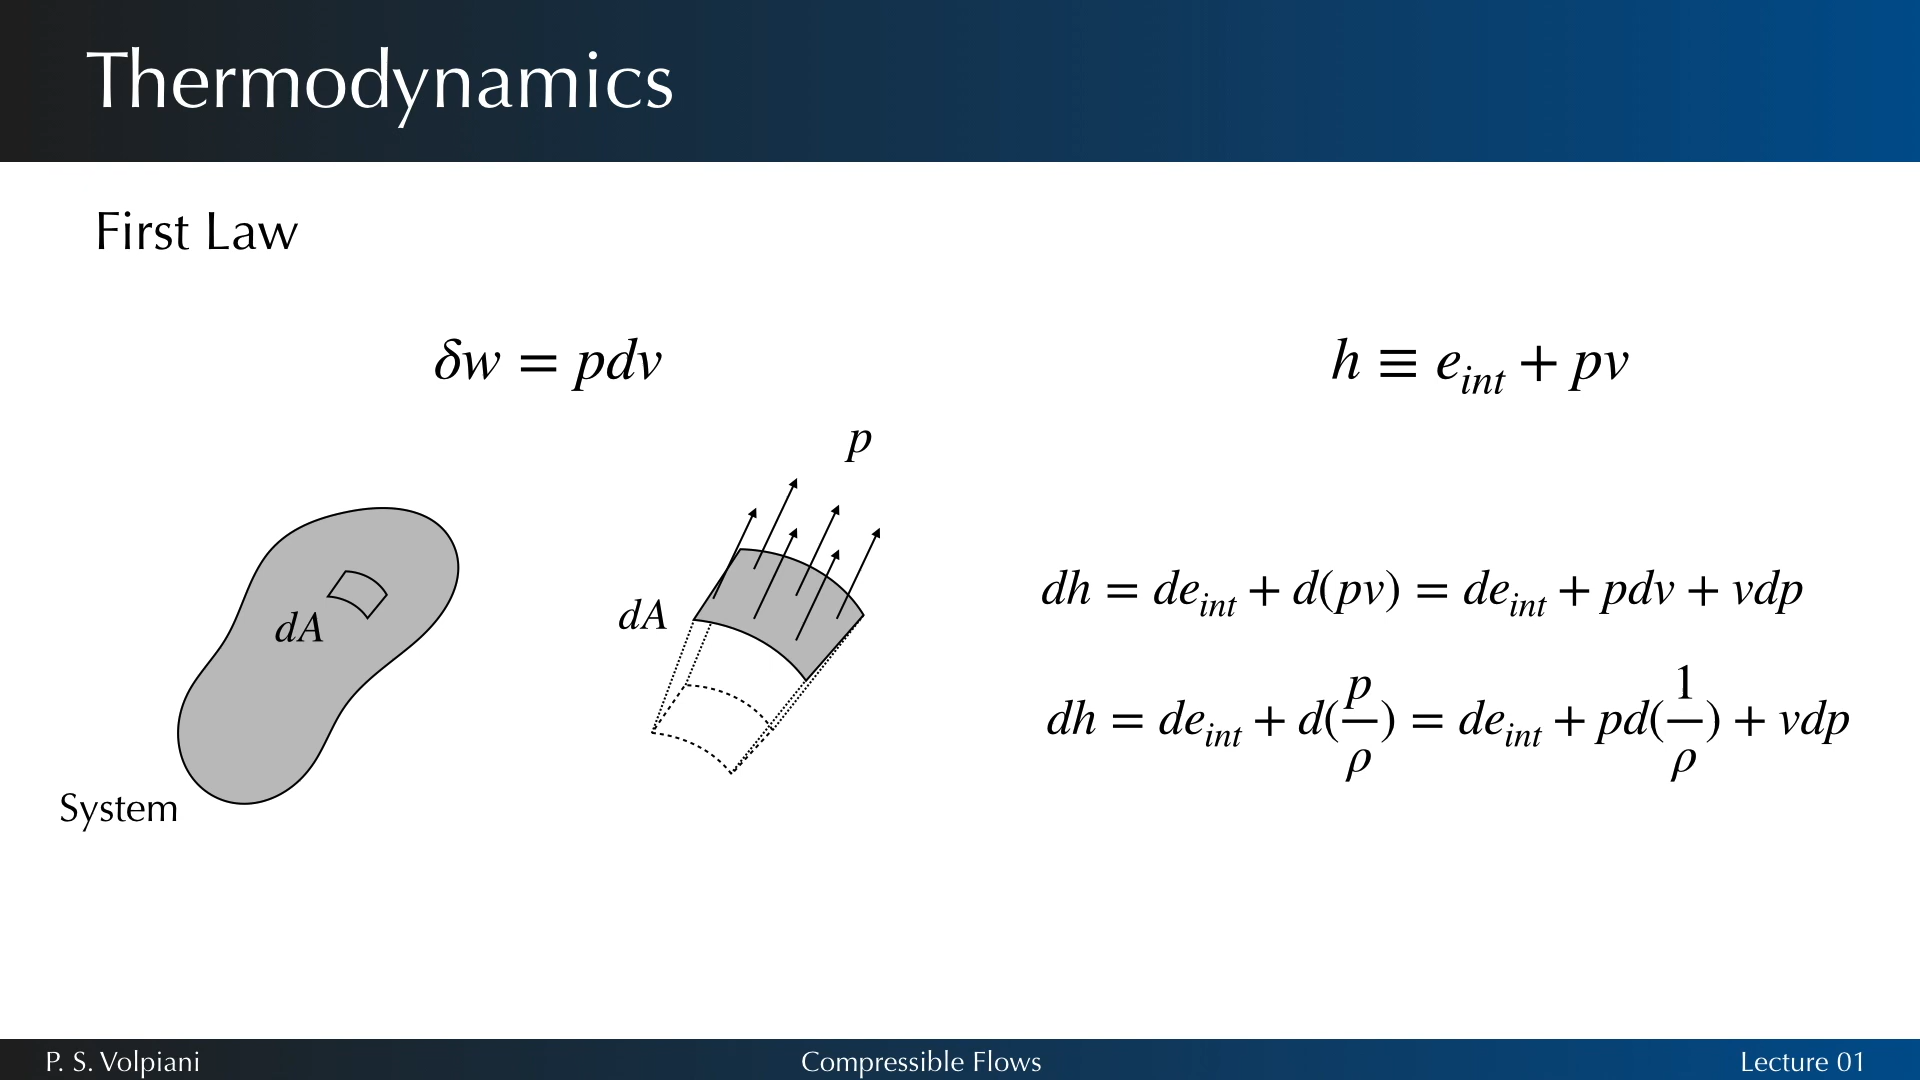 Thermodynamics
First Law
δw = pdv
h ≡ e_int + pv
p
dA
dA
System
dh = de_int + d(pv) = de_int + pdv + vdp
dh = de_int + d(p/ρ) = de_int + pd(1/ρ) + vdp
P. S. Volpiani
Compressible Flows
Lecture 01